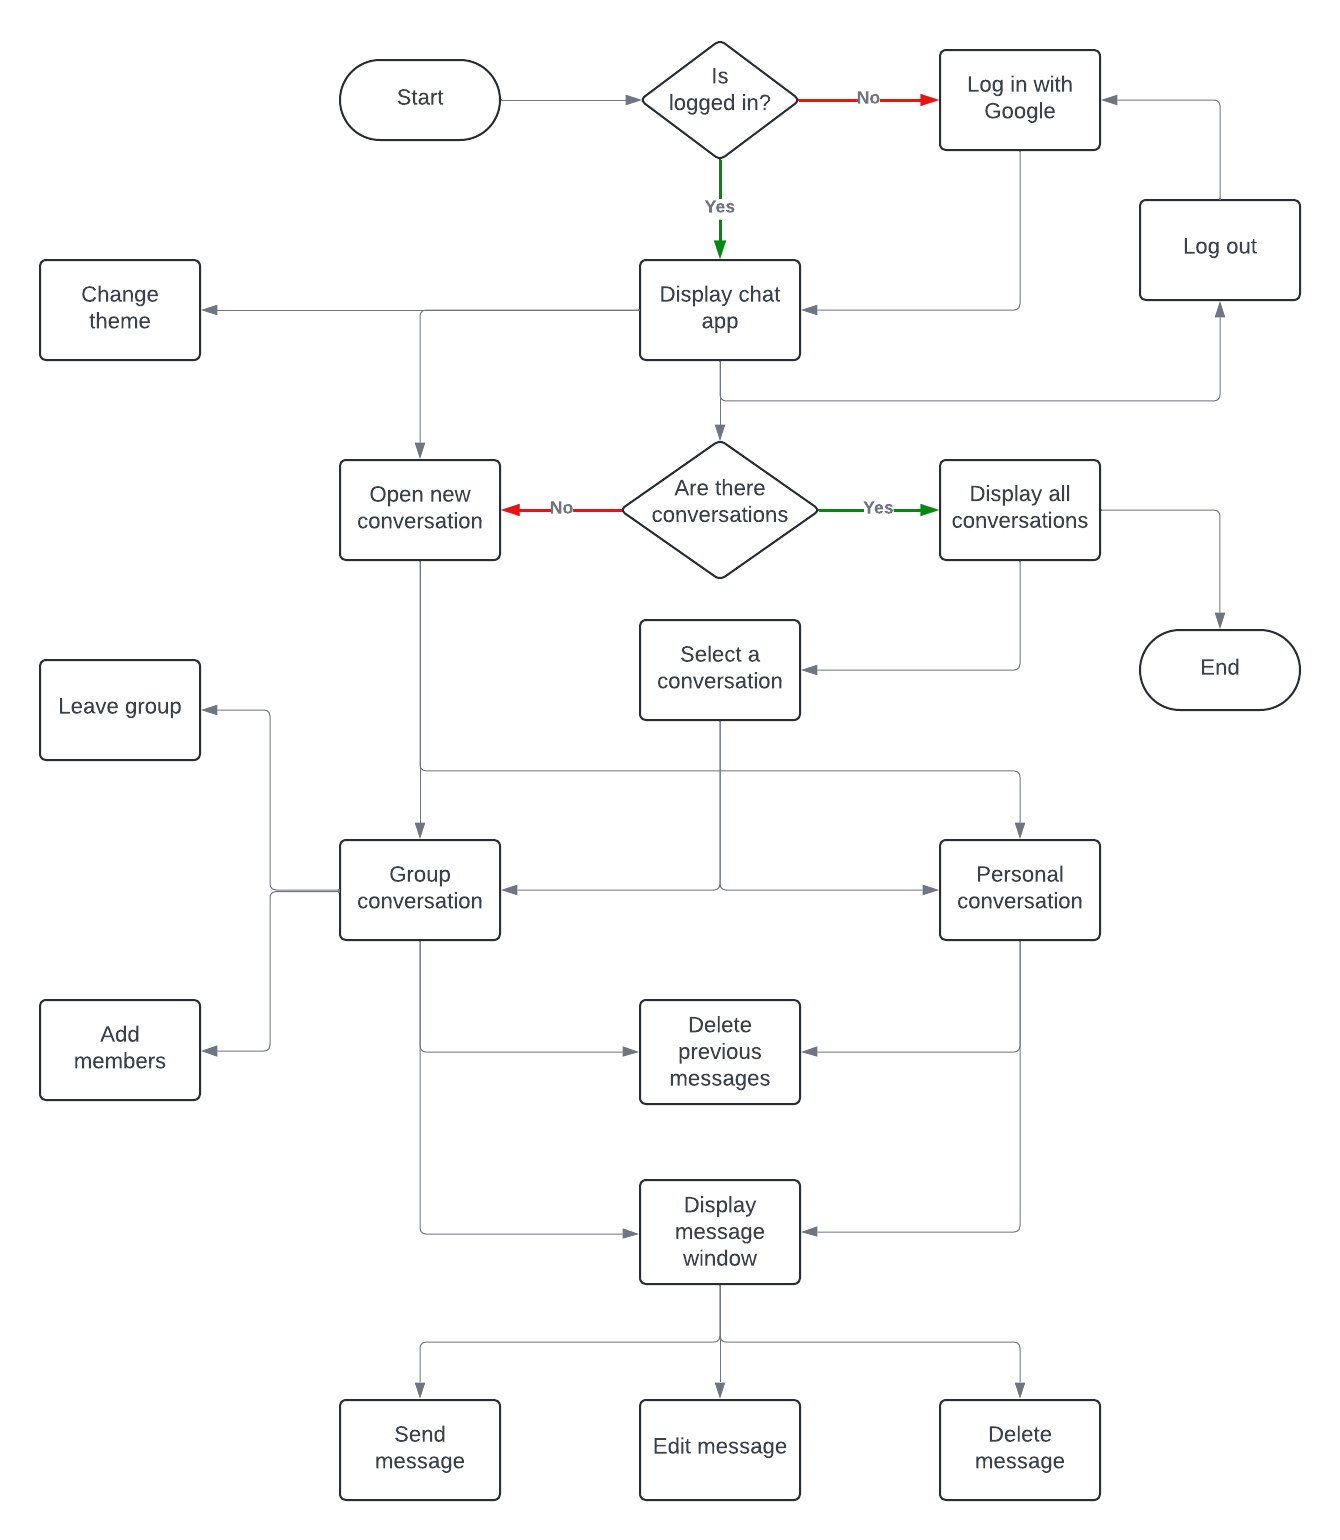 Start
Is
logged in?
No
Log in with
Google
Yes
Log out
Change
theme
Display chat
app
Open new
conversation
No
Are there
conversations
Yes
Display all
conversations
Select a
conversation
End
Leave group
Group
conversation
Personal
conversation
Add
members
Delete
previous
messages
Display
message
window
Send
message
Edit message
Delete
message